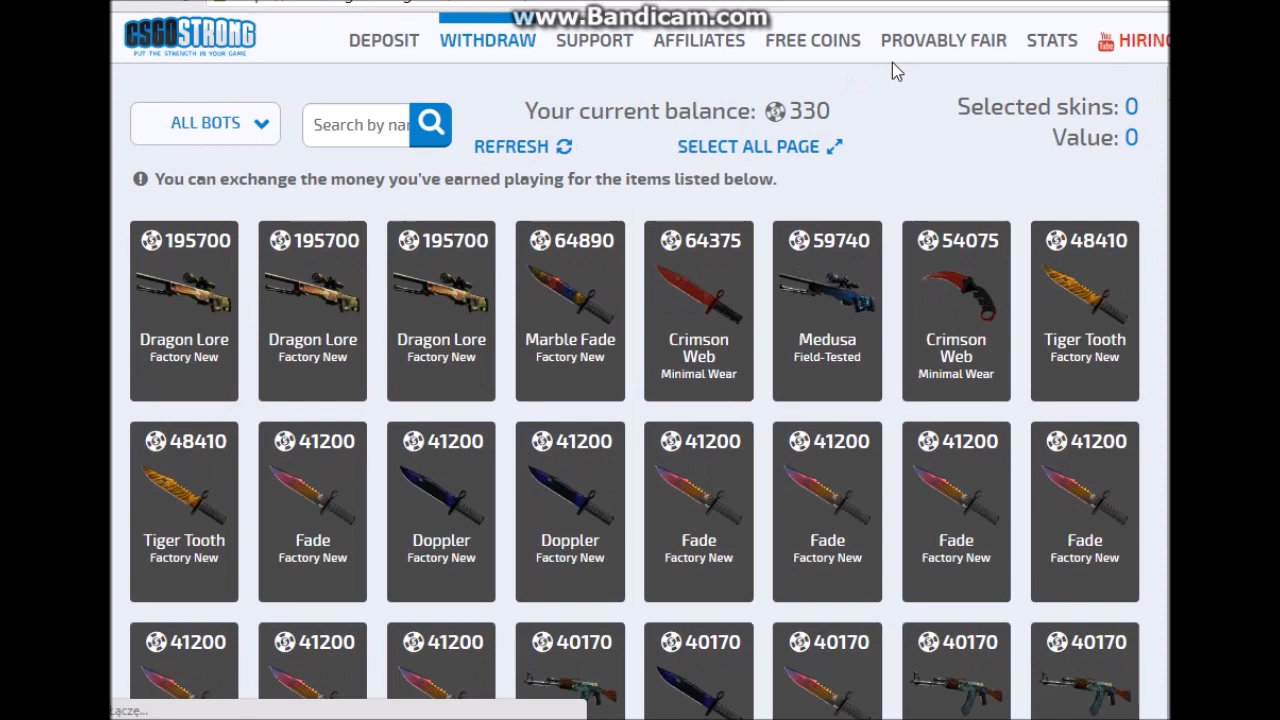 www.Bandicam.com
CSGOSTRONG
PUT THE STRENGTH IN YOUR GAME
DEPOSIT WITHDRAW SUPPORT AFFILIATES FREE COINS PROVABLY FAIR STATS You Tube HIRING
ALL BOTS
Search by nar
Your current balance: 330
REFRESH SELECT ALL PAGE
Selected skins: 0
Value: 0
You can exchange the money you've earned playing for the items listed below.
195700 195700 195700 64890 64375 59740 54075 48410
Dragon Lore Dragon Lore Dragon Lore Marble Fade Crimson Web Medusa Crimson Web Tiger Tooth
Factory New Factory New Factory New Factory New Minimal Wear Field-Tested Minimal Wear Factory New
48410 41200 41200 41200 41200 41200 41200 41200
Tiger Tooth Fade Doppler Doppler Fade Fade Fade Fade
Factory New Factory New Factory New Factory New Factory New Factory New Factory New Factory New
41200 41200 41200 40170 40170 40170 40170 40170